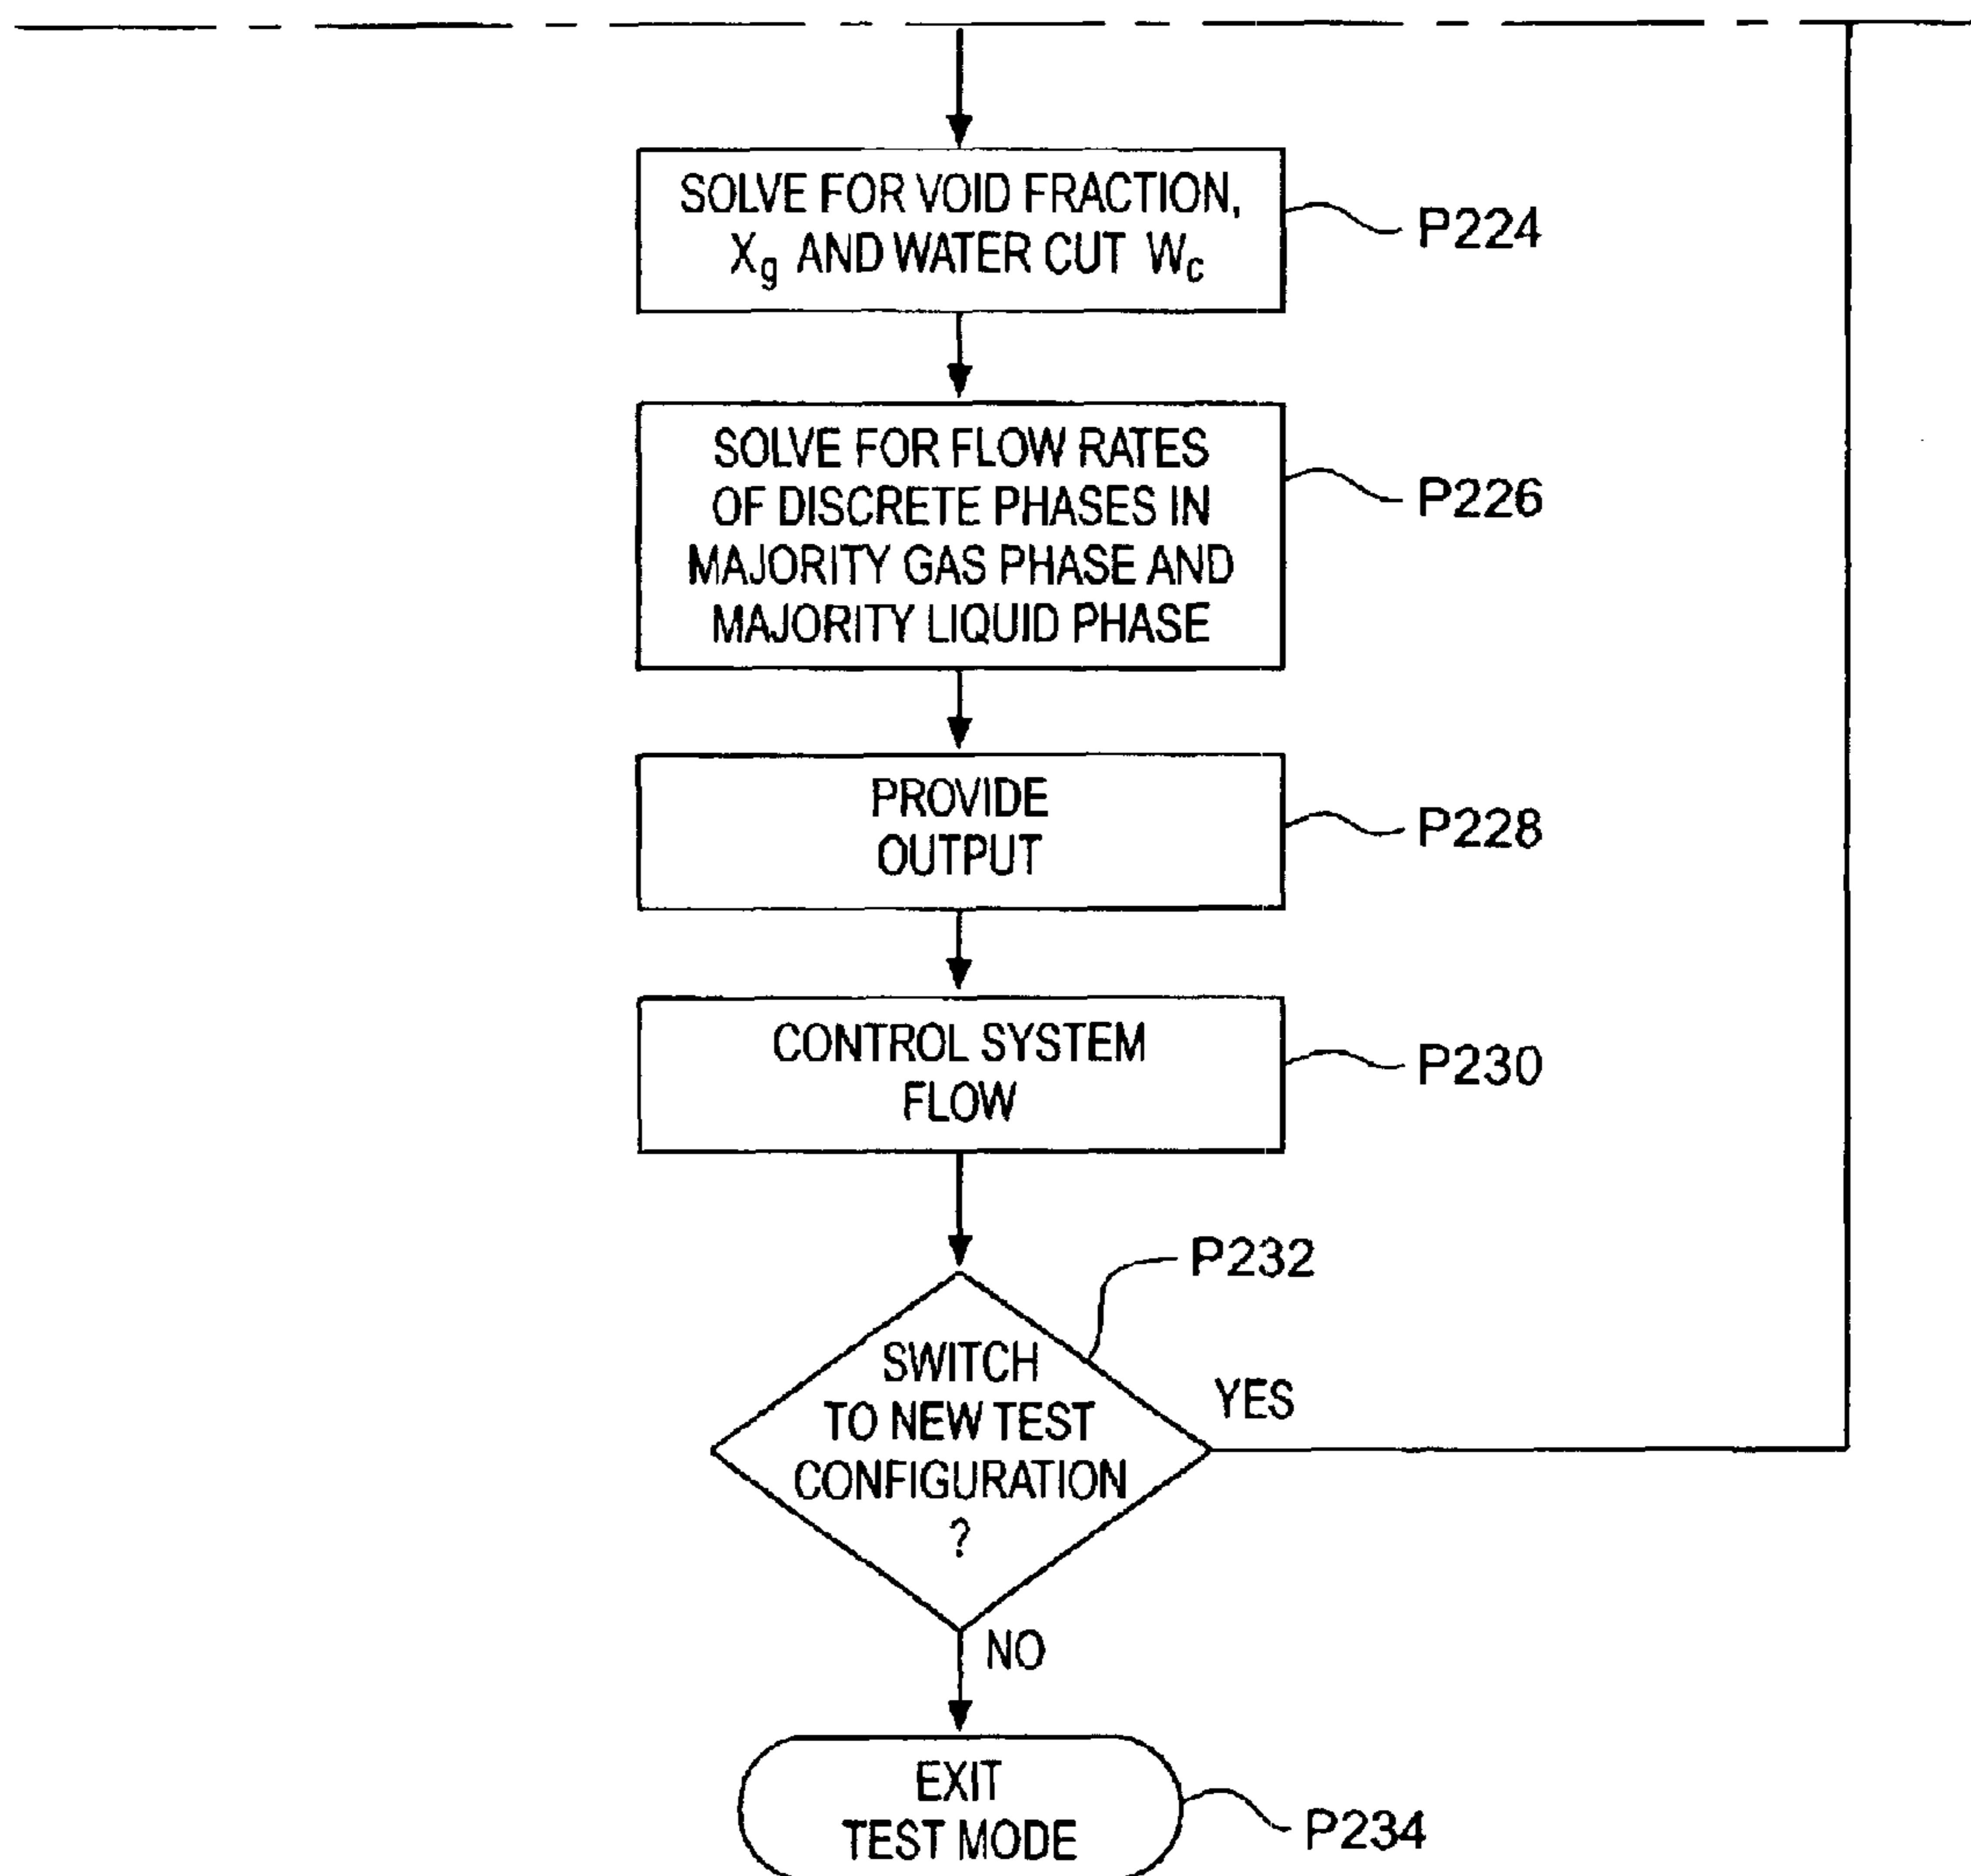 SOLVE FOR VOID FRACTION,
Xg AND WATER CUT Wc
P224
SOLVE FOR FLOW RATES
OF DISCRETE PHASES IN
MAJORITY GAS PHASE AND
MAJORITY LIQUID PHASE
P226
PROVIDE
OUTPUT
P228
CONTROL SYSTEM
FLOW
P230
P232
SWITCH
TO NEW TEST
CONFIGURATION
?
YES
NO
EXIT
TEST MODE
P234